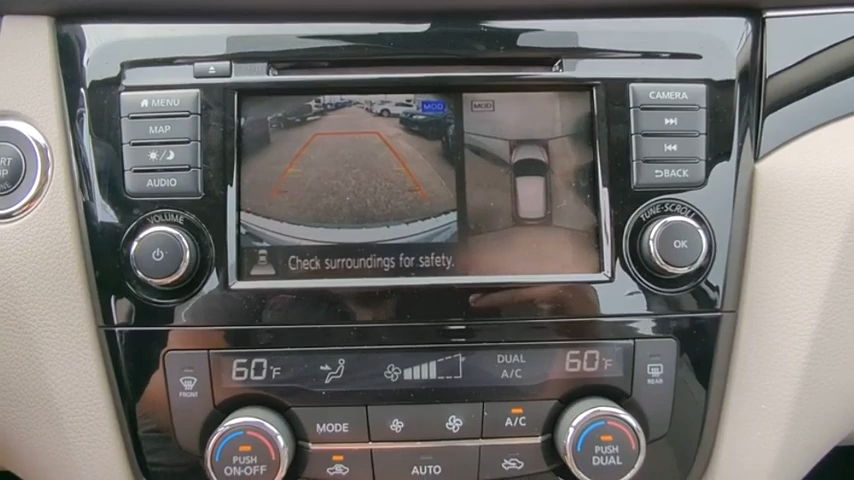 MENU
MAP
AUDIO
VOLUME
MOD
MOD
Check surroundings for safety.
CAMERA
BACK
TUNE·SCROLL
OK
60°F
DUAL
A/C
60°F
FRONT
REAR
MODE
A/C
PUSH
ON·OFF
AUTO
PUSH
DUAL